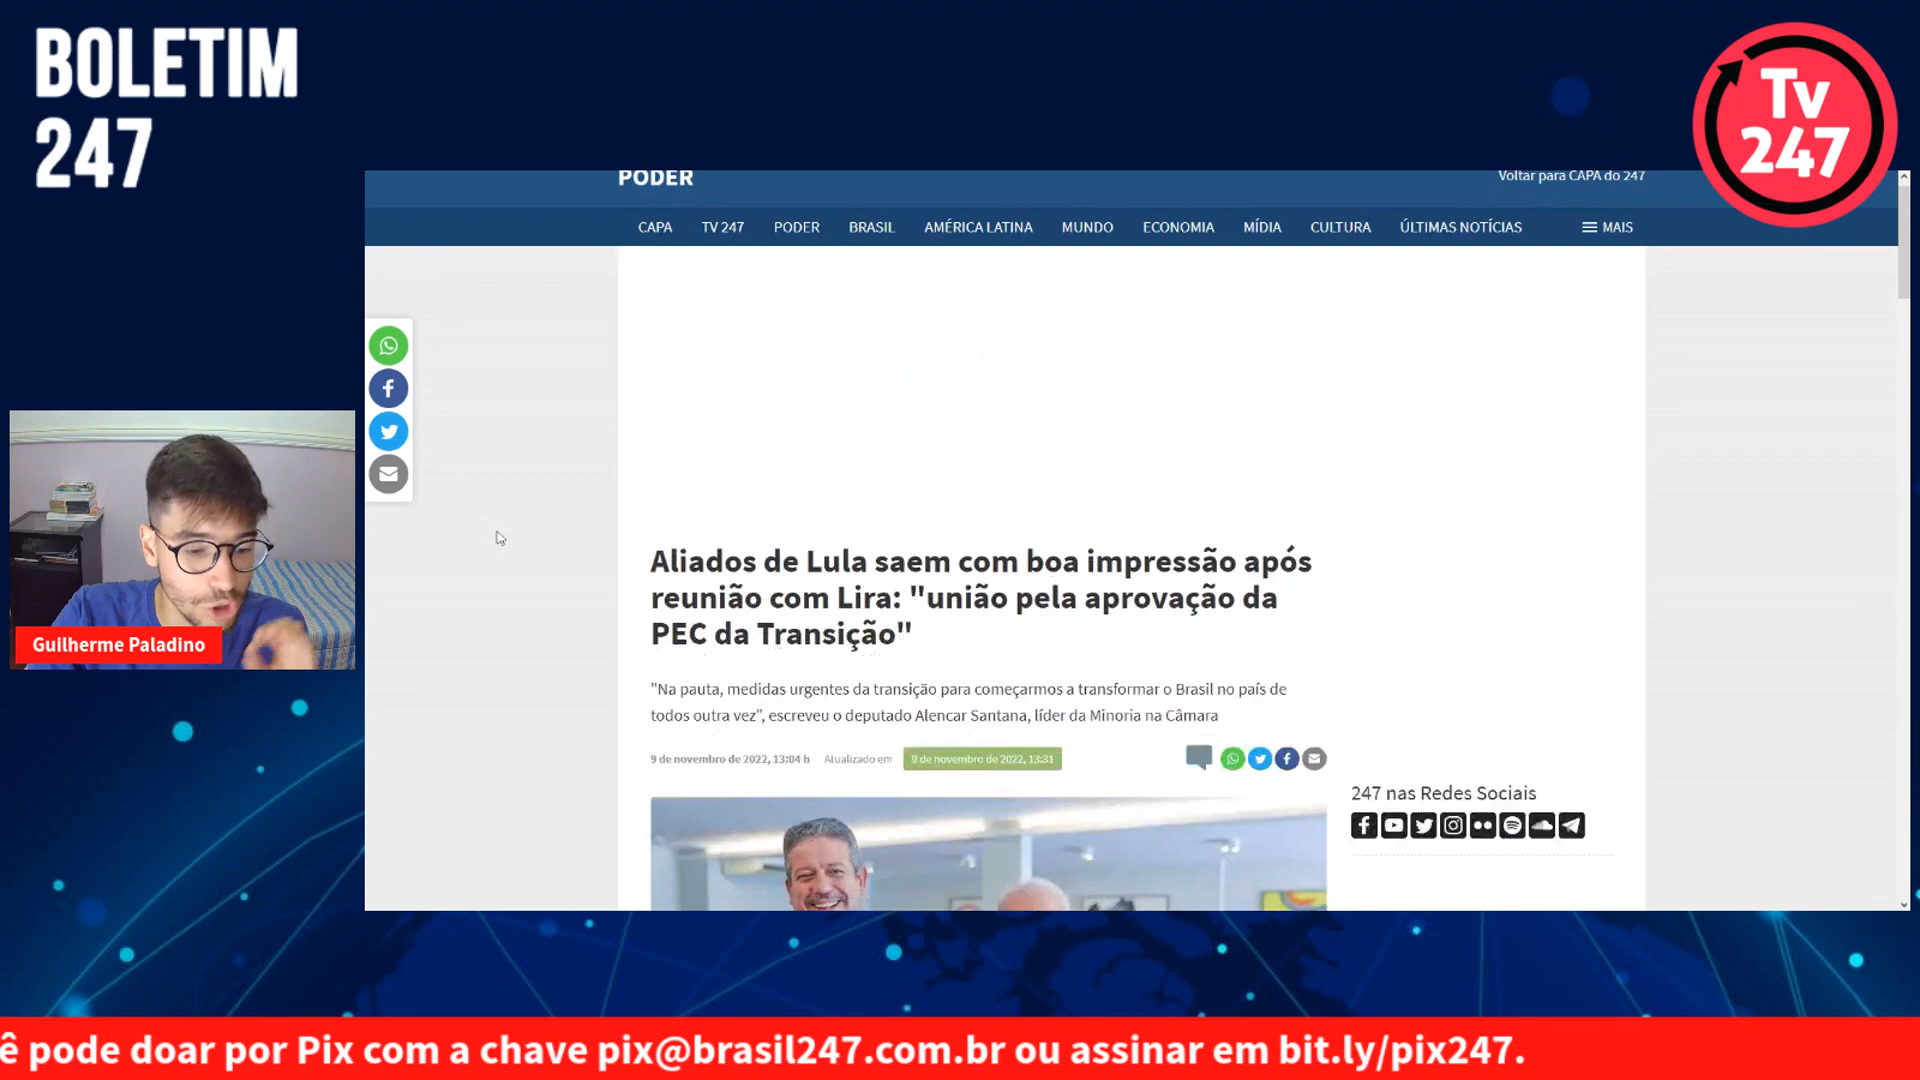 BOLETIM
247
Tv
247
PODER
Voltar para CAPA do 247
CAPA TV 247 PODER BRASIL AMÉRICA LATINA MUNDO ECONOMIA MÍDIA CULTURA ÚLTIMAS NOTÍCIAS MAIS
Guilherme Paladino
Aliados de Lula saem com boa impressão após
reunião com Lira: "união pela aprovação da
PEC da Transição"
"Na pauta, medidas urgentes da transição para começarmos a transformar o Brasil no país de
todos outra vez”, escreveu o deputado Alencar Santana, líder da Minoria na Câmara
9 de novembro de 2022, 13:04 h Atualizado em 9 de novembro de 2022, 13:31
247 nas Redes Sociais
ê pode doar por Pix com a chave pix@brasil247.com.br ou assinar em bit.ly/pix247.